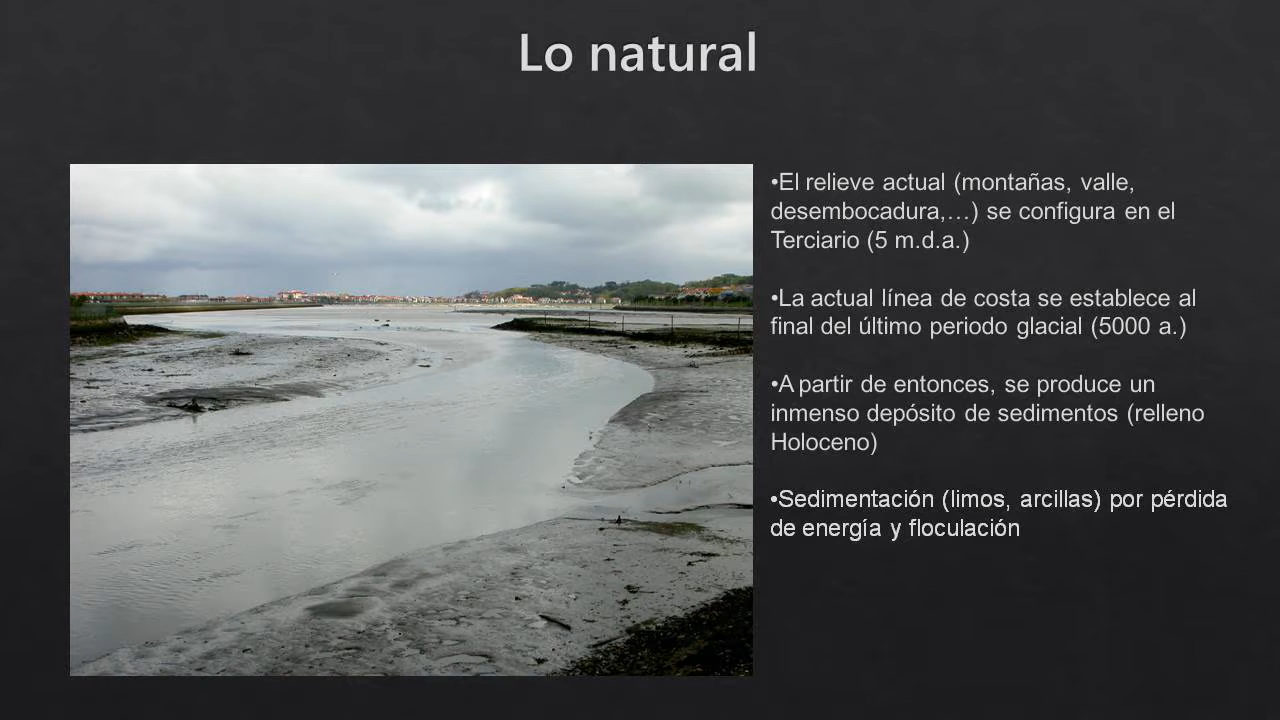 Lo natural
•El relieve actual (montañas, valle,
desembocadura,…) se configura en el
Terciario (5 m.d.a.)
•La actual línea de costa se establece al
final del último periodo glacial (5000 a.)
•A partir de entonces, se produce un
inmenso depósito de sedimentos (relleno
Holoceno)
•Sedimentación (limos, arcillas) por pérdida
de energía y floculación